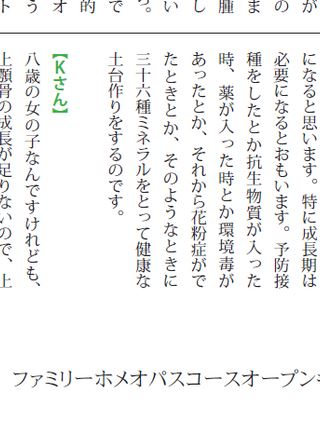 が
の
ま
腫
し
い
で
的
オ
う
ト
になると思います。特に成長期は
必要になるとおもいます。予防接
種をしたとか抗生物質が入った
時、薬が入った時とか環境毒が
あったとか、それから花粉症がで
たときとか、そのようなときに
三十六種ミネラルをとって健康な
土台作りをするのです。
【Kさん】
八歳の女の子なんですけれども、
上顎骨の成長が足りないので、上
ファミリーホメオパスコースオープン